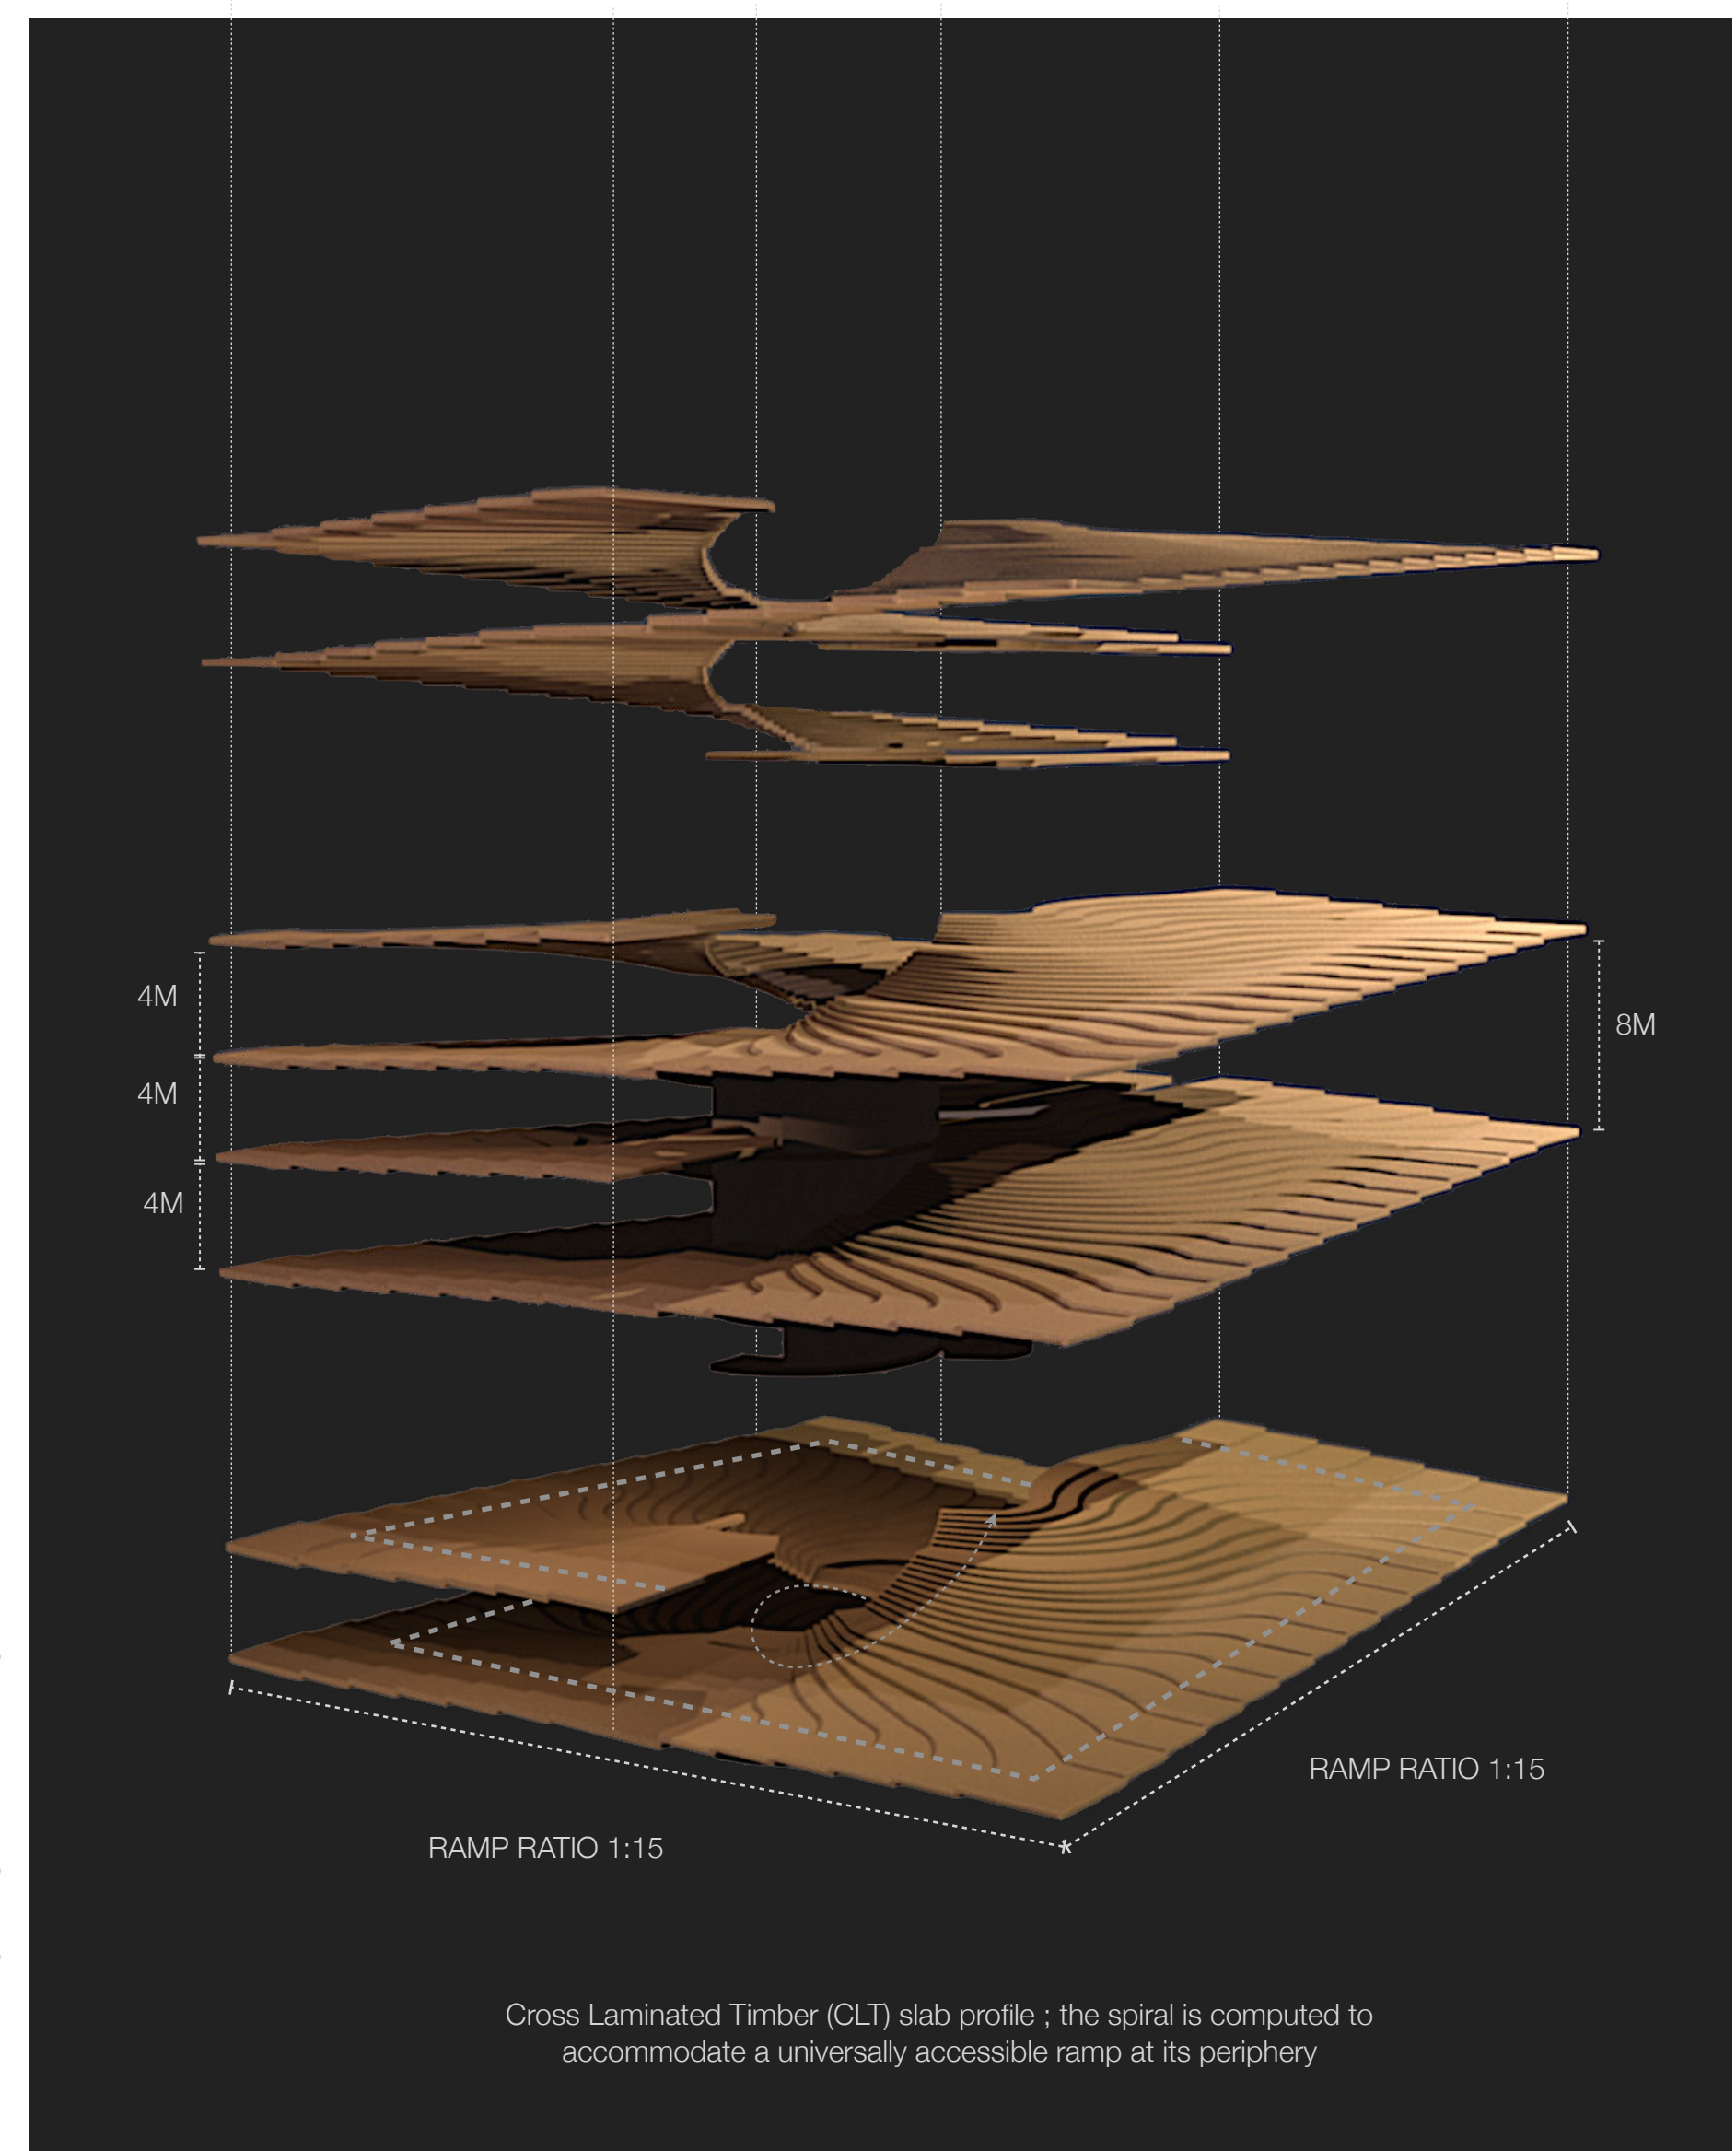 4M
8M
4M
4M
RAMP RATIO 1:15
RAMP RATIO 1:15
Cross Laminated Timber (CLT) slab profile ; the spiral is computed to
accommodate a universally accessible ramp at its periphery